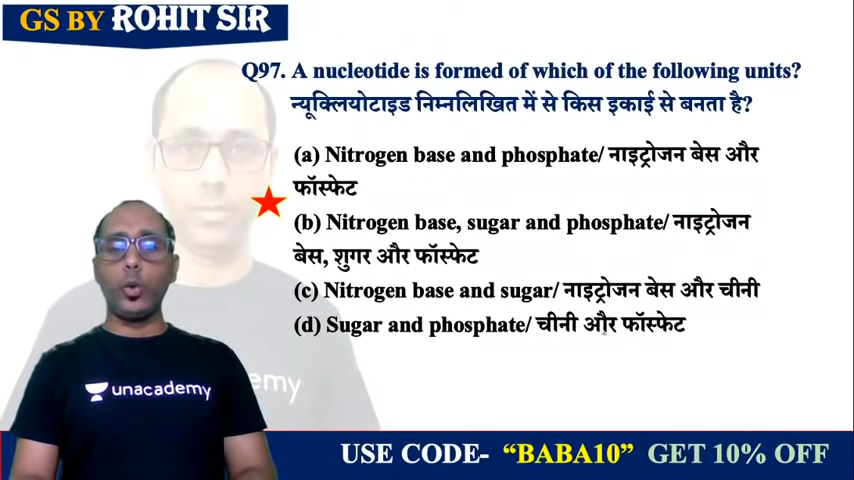 GS BY ROHIT SIR
Q97. A nucleotide is formed of which of the following units?
न्यूक्लियोटाइड निम्नलिखित में से किस इकाई से बनता है?
(a) Nitrogen base and phosphate/ नाइट्रोजन बेस और
फॉस्फेट
(b) Nitrogen base, sugar and phosphate/ नाइट्रोजन
बेस, शुगर और फॉस्फेट
(c) Nitrogen base and sugar/ नाइट्रोजन बेस और चीनी
(d) Sugar and phosphate/ चीनी और फॉस्फेट
unacademy
emy
USE CODE- “BABA10” GET 10% OFF